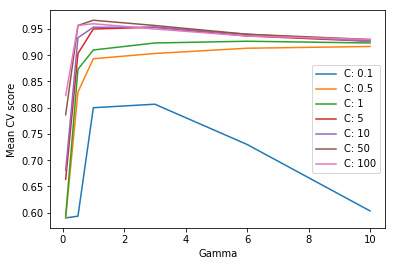 0.95
0.90
0.85
0.80
0.75
0.70
0.65
0.60
Mean CV score
0 2 4 6 8 10
Gamma
C: 0.1
C: 0.5
C: 1
C: 5
C: 10
C: 50
C: 100